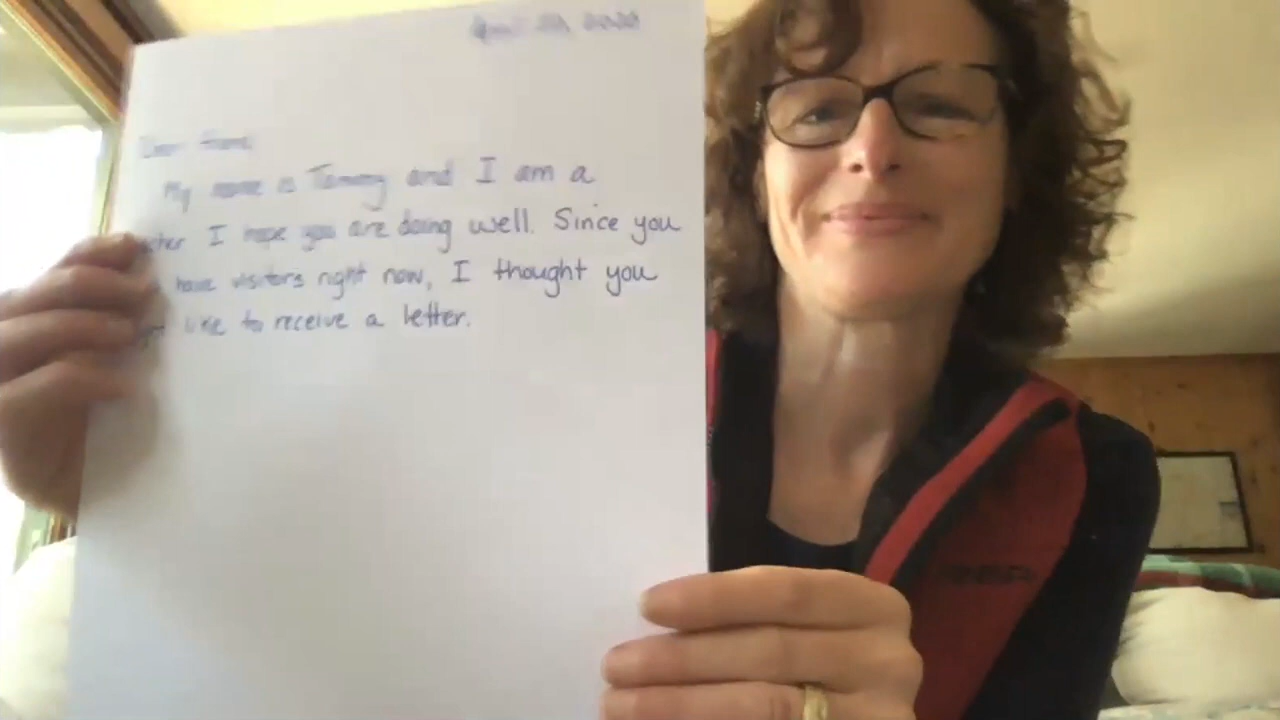 Dear
My name is Tammy and I am a
I hope you are doing well. Since you
have visitors right now, I thought you
like to receive a letter.